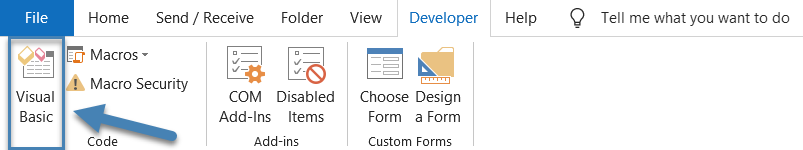 File Home Send / Receive Folder View Developer Help Tell me what you want to do
Visual
Basic
Macros
Macro Security
Code
COM
Add-Ins
Disabled
Items
Add-ins
Choose
Form
Design
a Form
Custom Forms